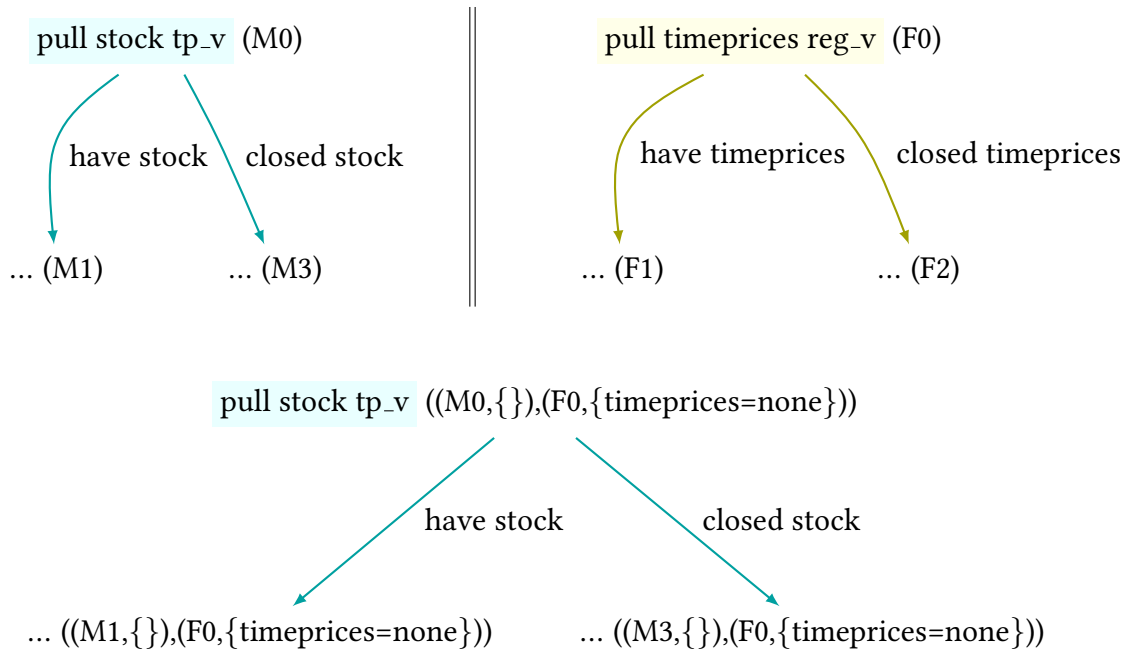 pull stock tp_v (M0)
have stock
closed stock
... (M1)
... (M3)
pull timeprices reg_v (F0)
have timeprices
closed timeprices
... (F1)
... (F2)
pull stock tp_v ((M0,{}),(F0,{timeprices=none}))
have stock
closed stock
... ((M1,{}),(F0,{timeprices=none}))
... ((M3,{}),(F0,{timeprices=none}))